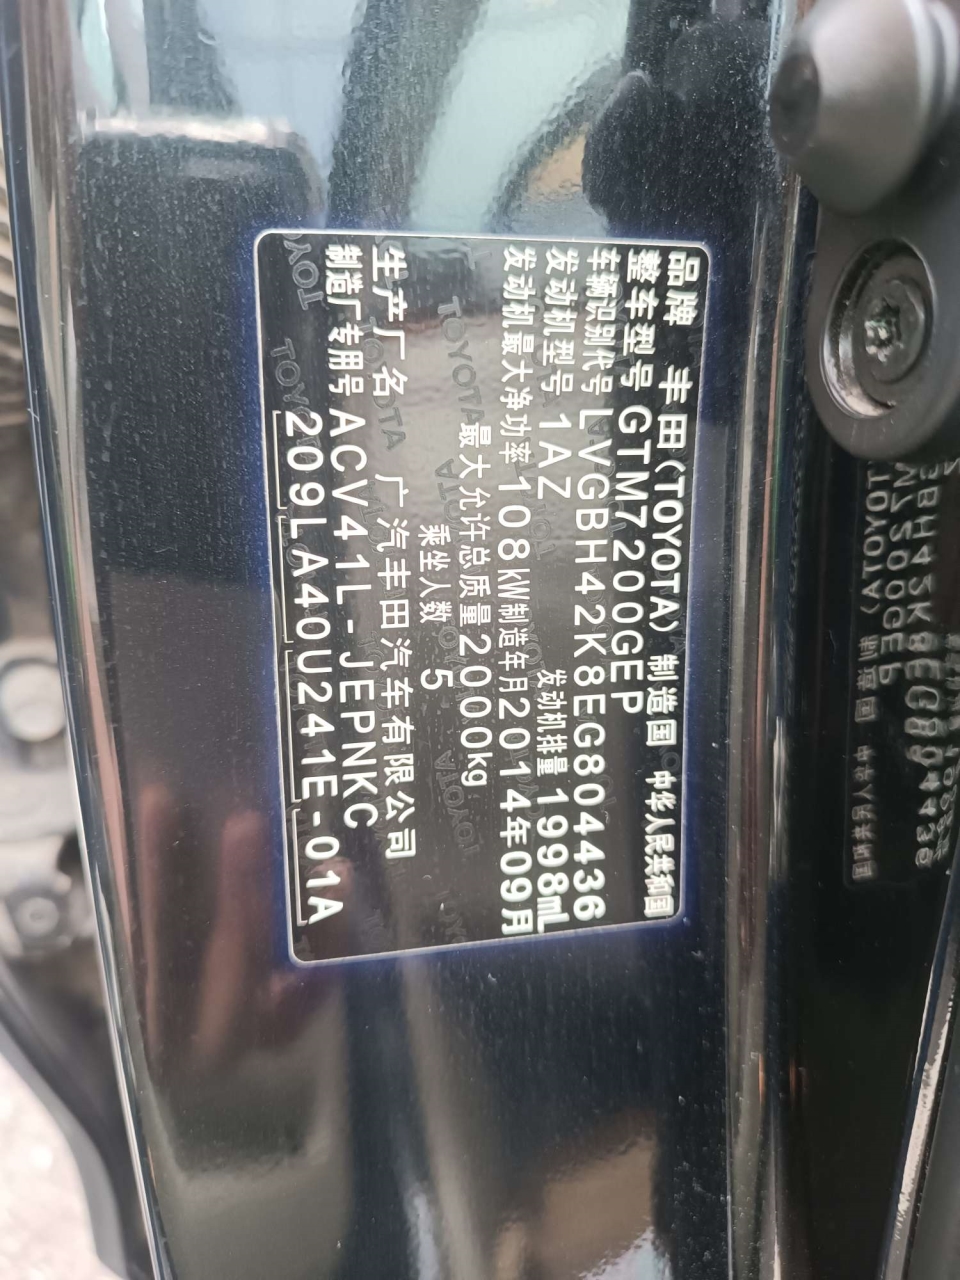 品牌 丰田(TOYOTA) 制造国 中华人民共和国
整车型号 GTM7200GEP
车辆识别代号 LVGBH42K8EG804436
发动机型号 1AZ 发动机排量 1998mL
发动机最大净功率 108kW 制造年月 2014年09月
最大允许总质量 2000kg
乘坐人数 5
生产厂名 广汽丰田汽车有限公司
制造厂专用号 ACV41L-JEPNKC
209LA40U241E-01A